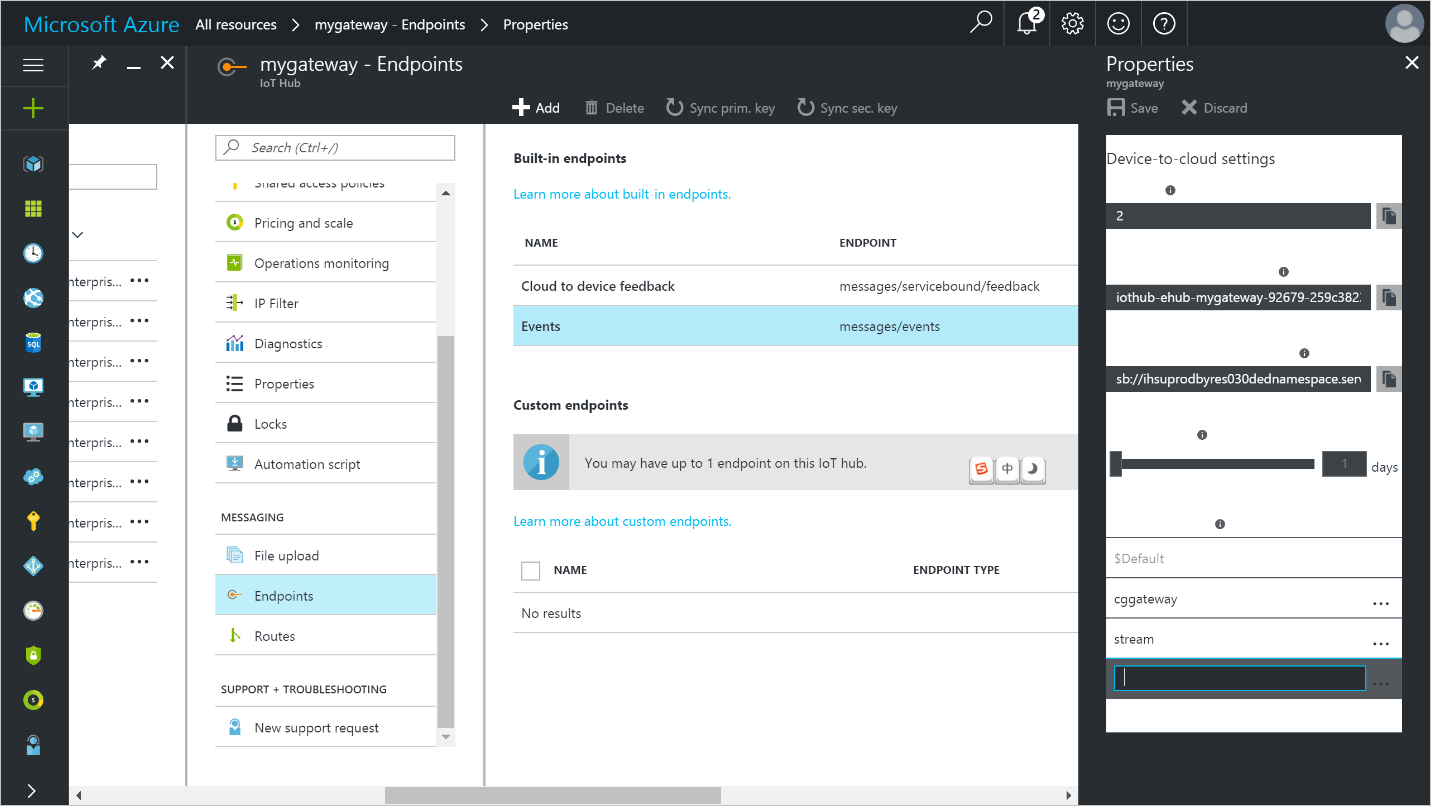 Microsoft Azure All resources > mygateway - Endpoints > Properties 2
mygateway - Endpoints
IoT Hub
Add Delete Sync prim. key Sync sec. key
Properties
mygateway
Save Discard
nterpris... •••
nterpris... •••
nterpris... •••
nterpris... •••
nterpris... •••
nterpris... •••
nterpris... •••
nterpris... •••
Search (Ctrl+/)
Shared access policies
Pricing and scale
Operations monitoring
IP Filter
Diagnostics
Properties
Locks
Automation script
MESSAGING
File upload
Endpoints
Routes
SUPPORT + TROUBLESHOOTING
New support request
Built-in endpoints
Learn more about built in endpoints.
NAME ENDPOINT
Cloud to device feedback messages/servicebound/feedback
Events messages/events
Custom endpoints
You may have up to 1 endpoint on this IoT hub.
中
Learn more about custom endpoints.
NAME ENDPOINT TYPE
No results
Device-to-cloud settings
2
iothub-ehub-mygateway-92679-259c382
sb://ihsuprodbyres030dednamespace.serv
1 days
$Default
cggateway ...
stream ...
...